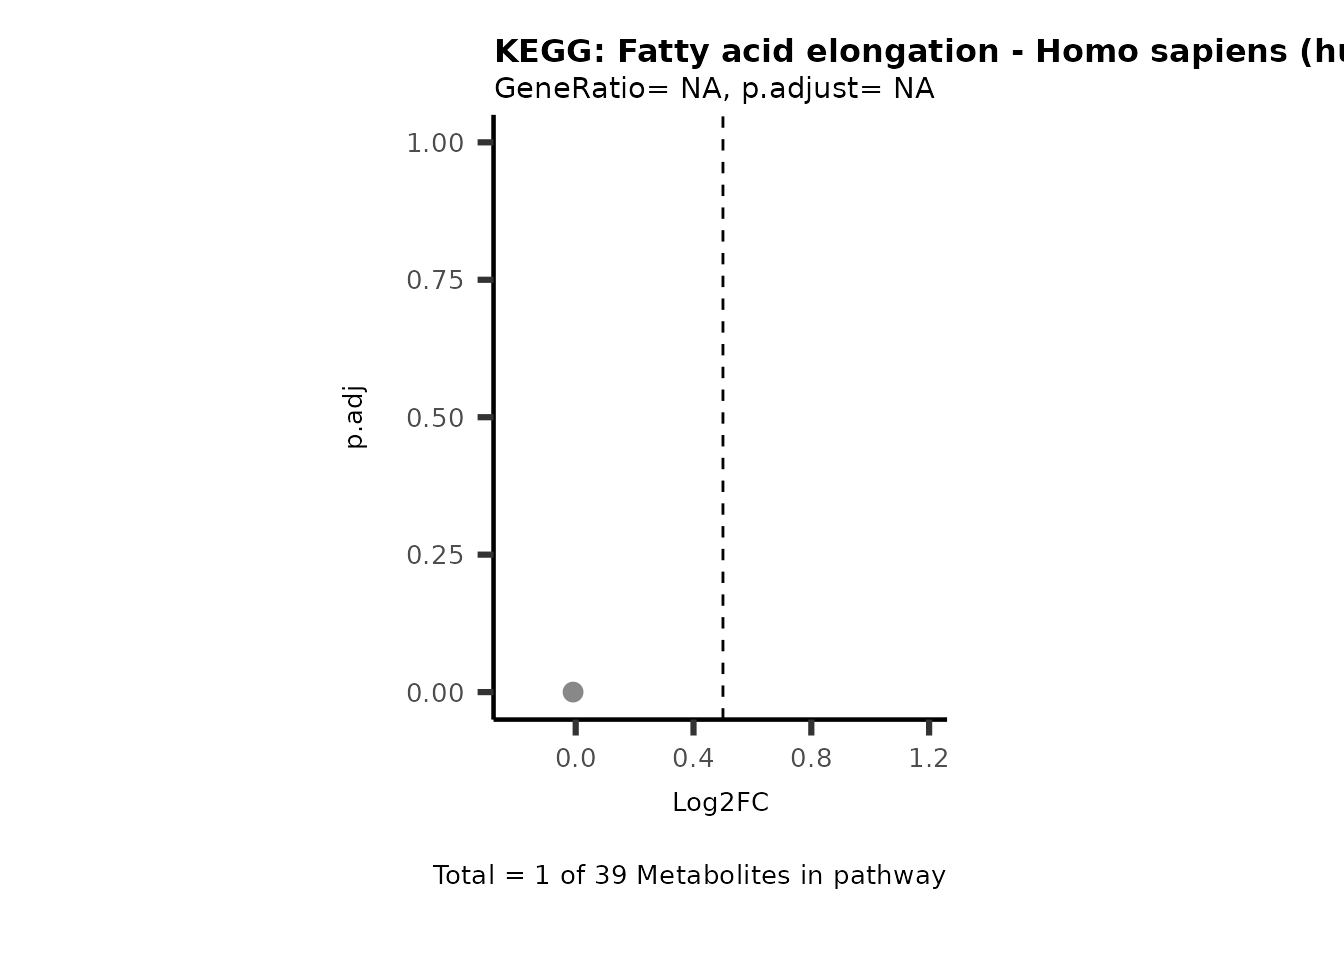 KEGG: Fatty acid elongation - Homo sapiens (
GeneRatio= NA, p.adjust= NA
1.00
0.75
0.50
0.25
0.00
p.adj
0.0 0.4 0.8 1.2
Log2FC
Total = 1 of 39 Metabolites in pathway